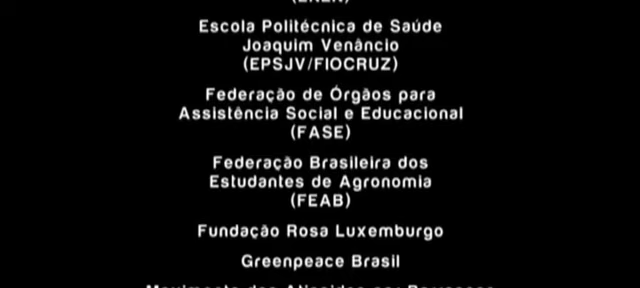 Escola Politécnica de Saúde
Joaquim Venâncio
(EPSJV/FIOCRUZ)
Federação de Órgãos para
Assistência Social e Educacional
(FASE)
Federação Brasileira dos
Estudantes de Agronomia
(FEAB)
Fundação Rosa Luxemburgo
Greenpeace Brasil